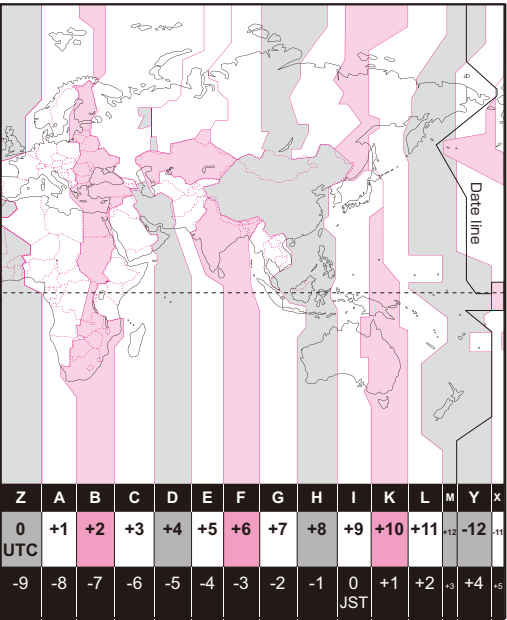 Date line
Z A B C D E F G H I K L M Y X
0 UTC +1 +2 +3 +4 +5 +6 +7 +8 +9 +10 +11 +12 -12 -11
-9 -8 -7 -6 -5 -4 -3 -2 -1 0 JST +1 +2 +3 +4 +5